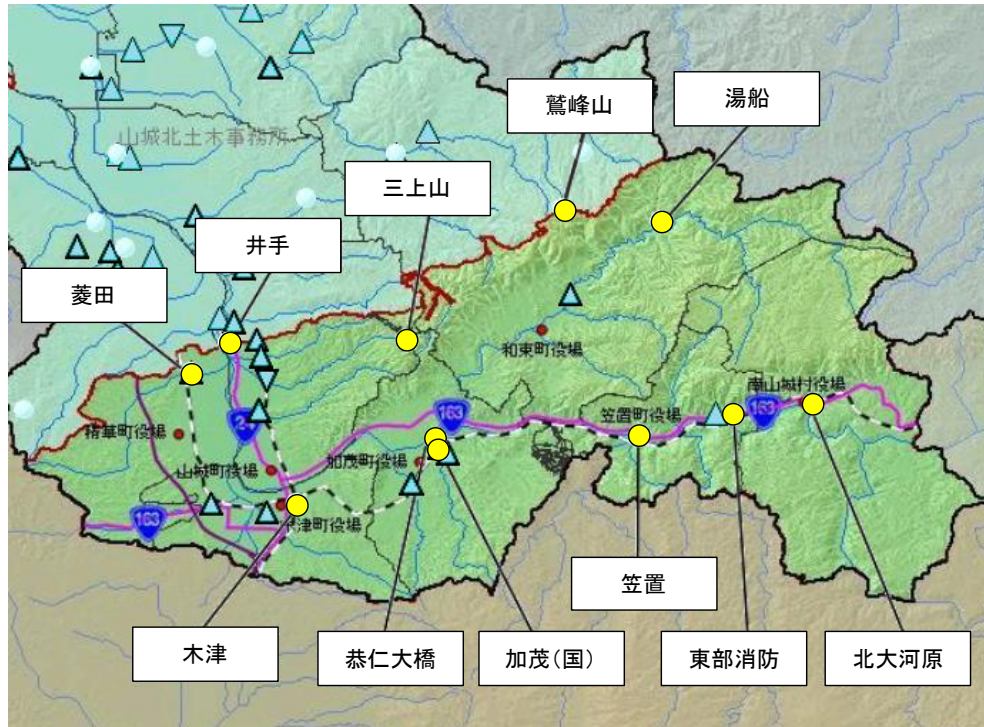 鷲峰山
湯船
山城北土木事務所
三上山
井手
菱田
和束町役場
南山城村役場
163
笠置町役場
163
24
精華町役場
加茂町役場
山城町役場
163
木津町役場
笠置
木津
恭仁大橋
加茂(国)
東部消防
北大河原